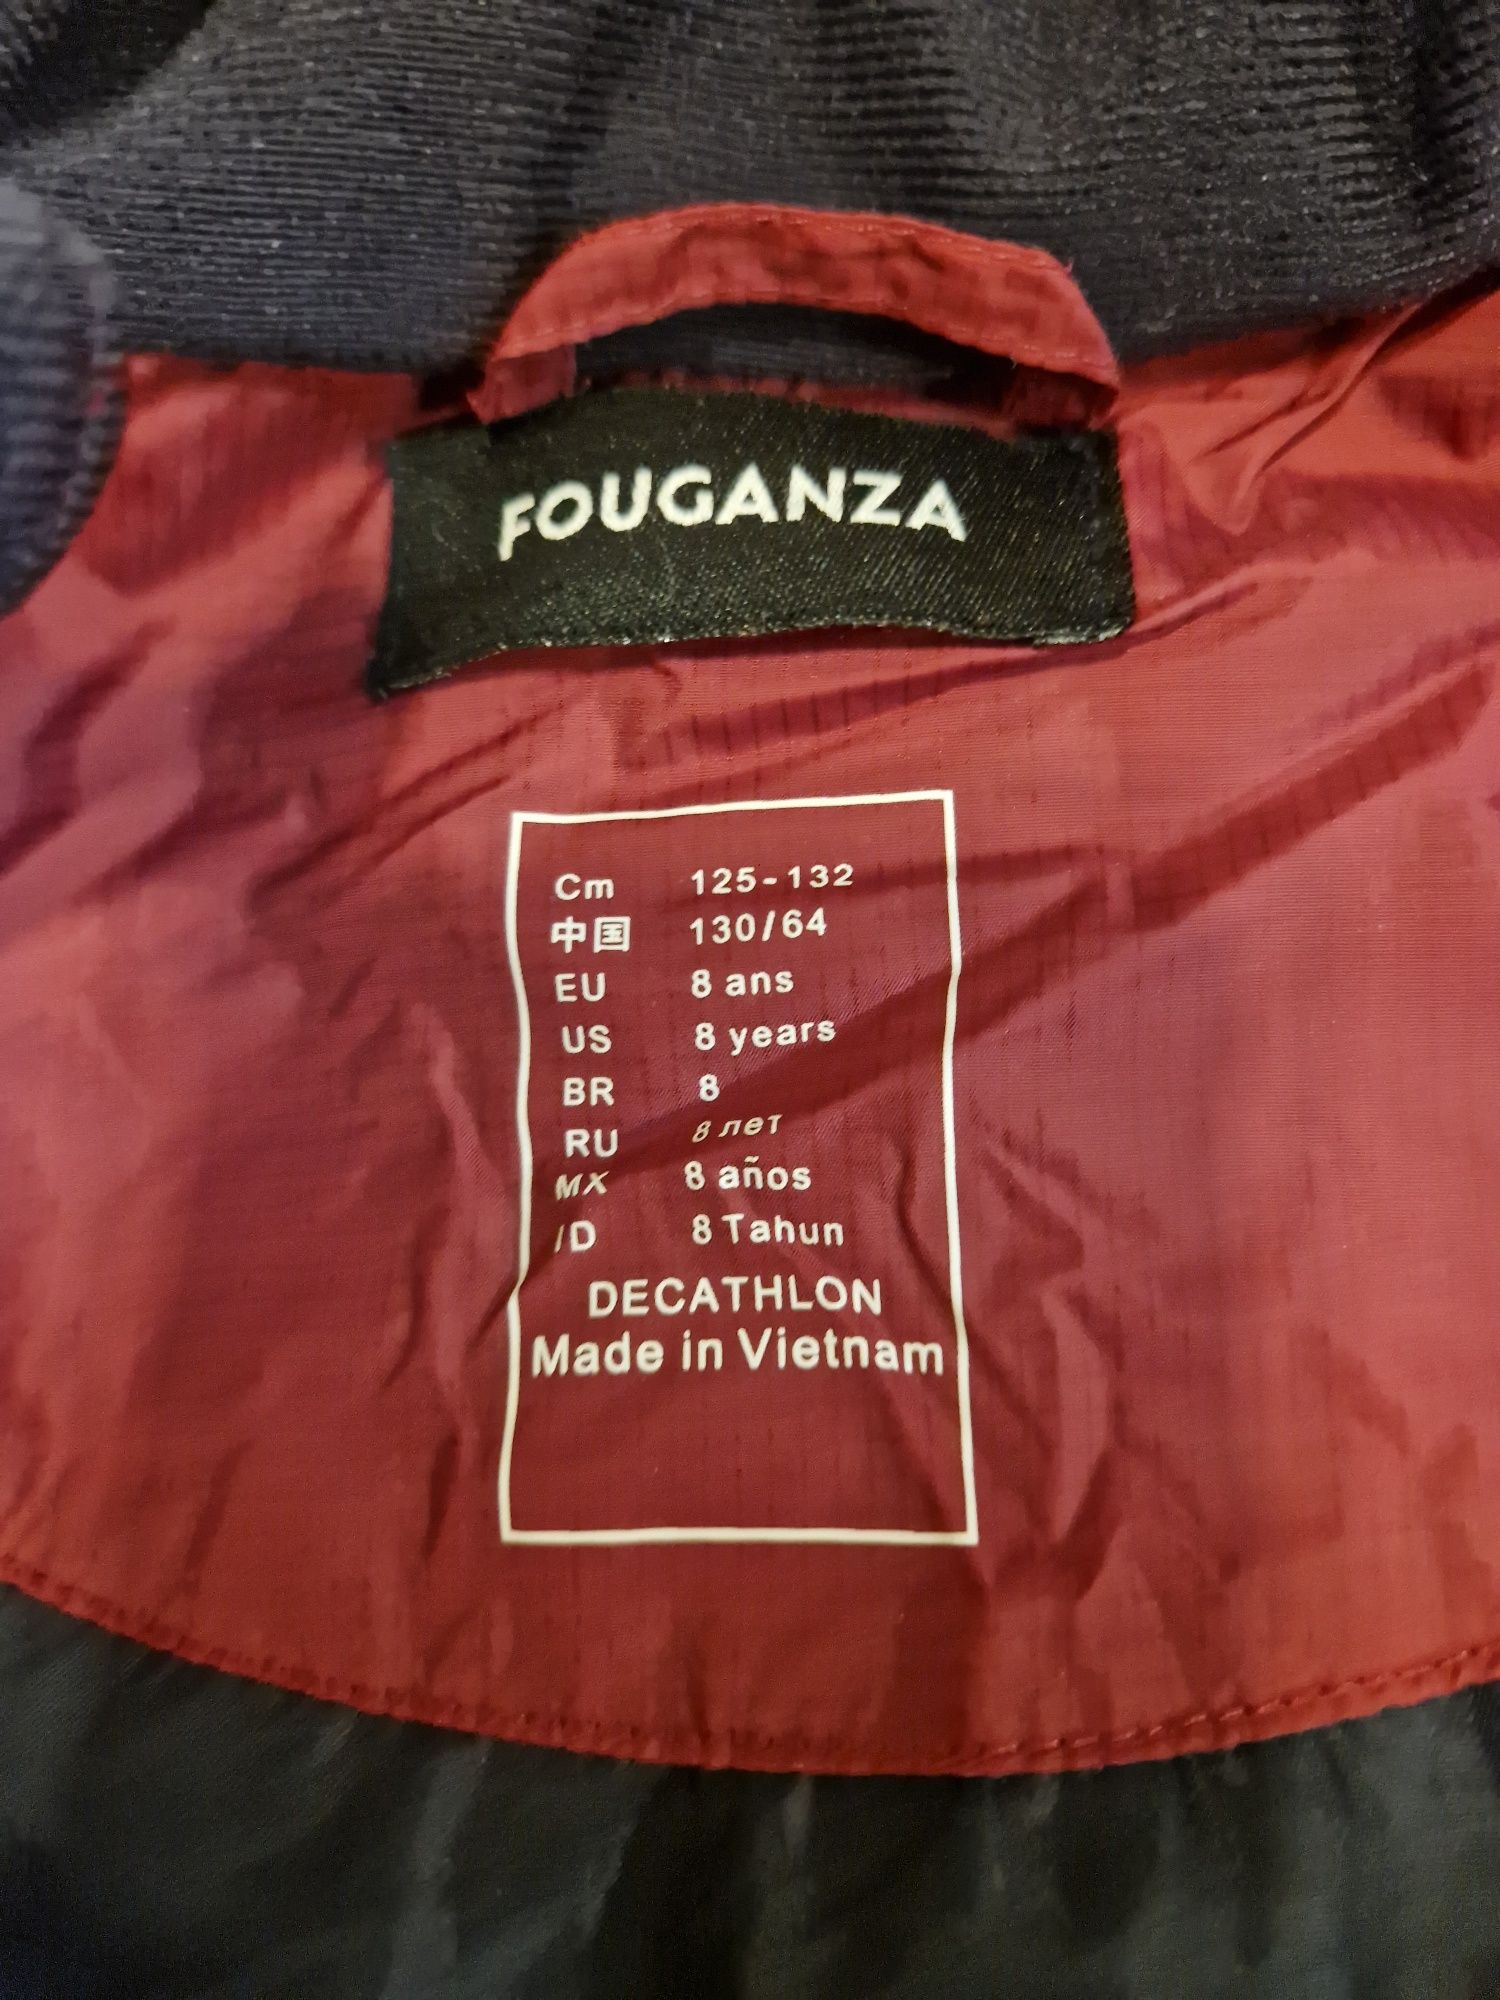 FOUGANZA
Cm 125-132
中国 130/64
EU 8 ans
US 8 years
BR 8
RU 8 лет
MX 8 años
ID 8 Tahun
DECATHLON
Made in Vietnam